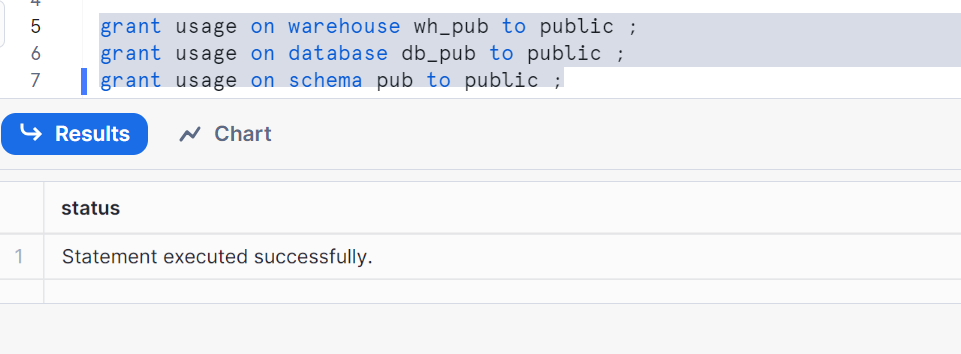 5 grant usage on warehouse wh_pub to public ;
6 grant usage on database db_pub to public ;
7 grant usage on schema pub to public ;
Results Chart
status
1 Statement executed successfully.